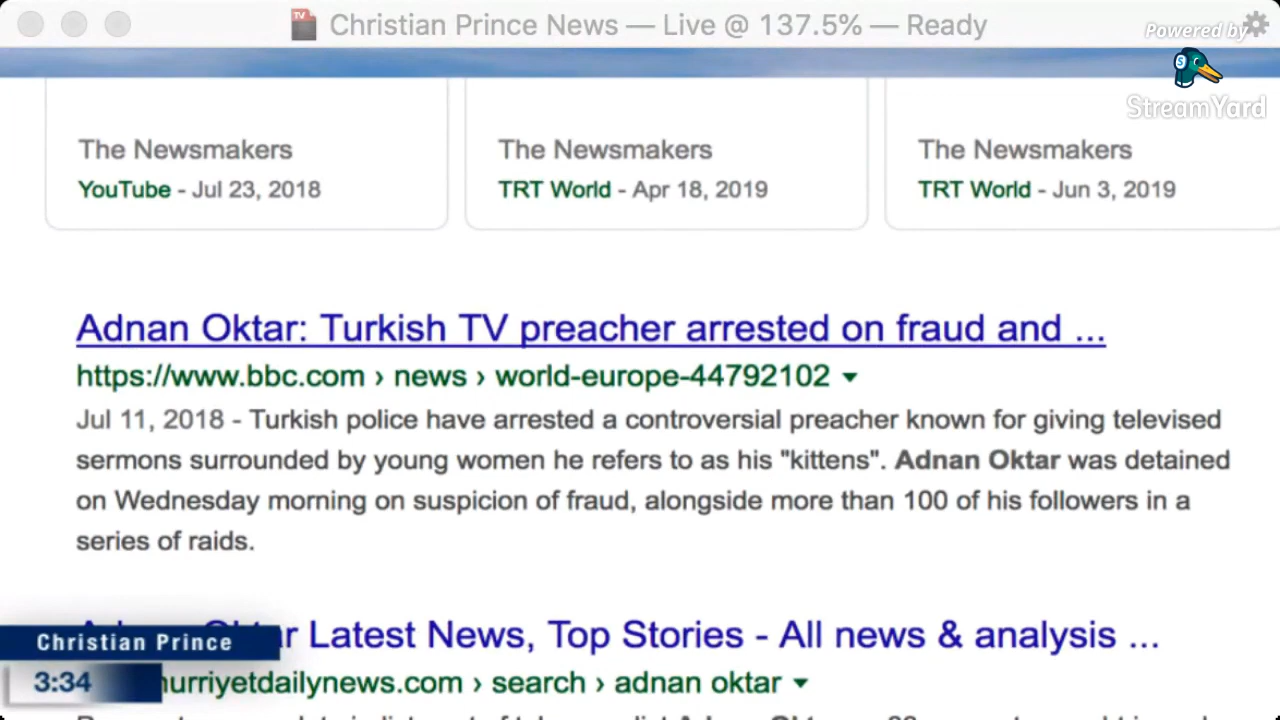 Christian Prince News — Live @ 137.5% — Ready
Powered by
StreamYard
The Newsmakers
YouTube - Jul 23, 2018
The Newsmakers
TRT World - Apr 18, 2019
The Newsmakers
TRT World - Jun 3, 2019
Adnan Oktar: Turkish TV preacher arrested on fraud and ...
https://www.bbc.com › news › world-europe-44792102
Jul 11, 2018 - Turkish police have arrested a controversial preacher known for giving televised
sermons surrounded by young women he refers to as his "kittens". Adnan Oktar was detained
on Wednesday morning on suspicion of fraud, alongside more than 100 of his followers in a
series of raids.
Latest News, Top Stories - All news & analysis ...
Christian Prince
3:34
hurriyetdailynews.com › search › adnan oktar